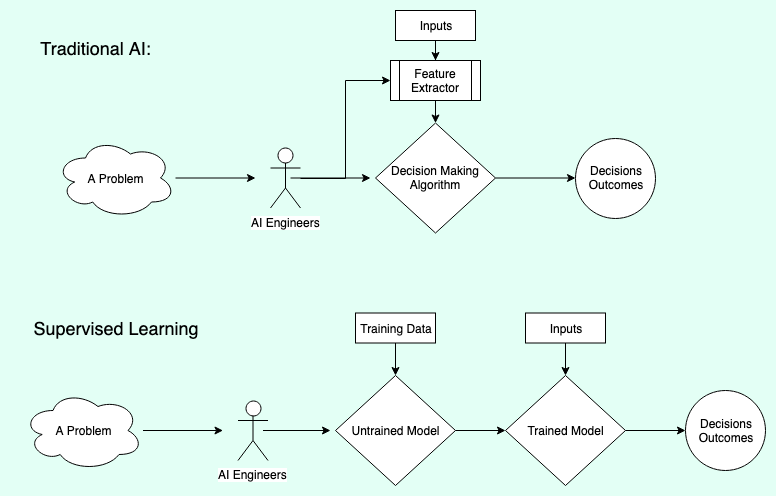 Inputs
Traditional AI:
Feature
Extractor
A Problem
Decision Making
Algorithm
Decisions
Outcomes
AI Engineers
Supervised Learning
Training Data
Inputs
A Problem
Untrained Model
Trained Model
Decisions
Outcomes
AI Engineers